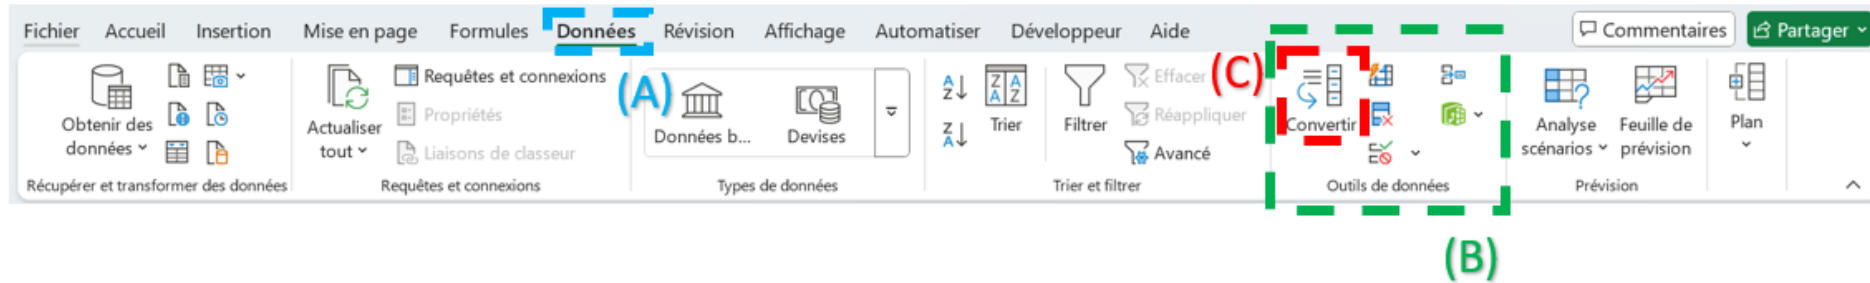 Fichier Accueil Insertion Mise en page Formules Données Révision Affichage Automatiser Développeur Aide Commentaires Partager
(A)
(C)
Obtenir des
données
Récupérer et transformer des données
Actualiser
tout
Requêtes et connexions
Propriétés
Liaisons de classeur
Requêtes et connexions
Données b...
Devises
Types de données
Trier
Filtrer
Effacer
Réappliquer
Avancé
Trier et filtrer
Convertir
Outils de données
Analyse
scénarios
Feuille de
prévision
Prévision
Plan
(B)